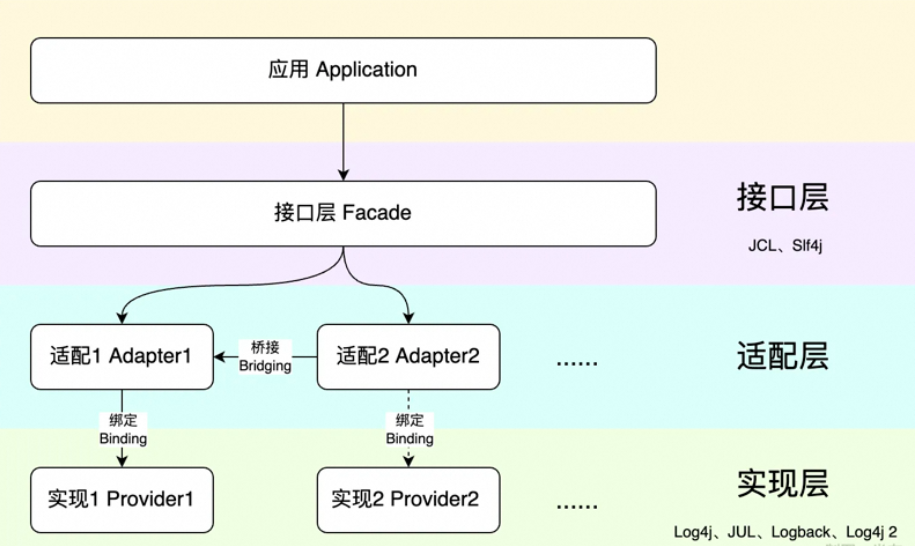 应用 Application
接口层 Facade
接口层
JCL、Slf4j
适配1 Adapter1
桥接
Bridging
适配2 Adapter2
......
适配层
绑定
Binding
绑定
Binding
实现1 Provider1
实现2 Provider2
......
实现层
Log4j、JUL、Logback、Log4j 2